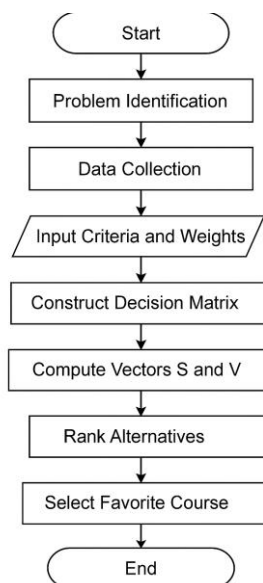 Start
Problem Identification
Data Collection
Input Criteria and Weights
Construct Decision Matrix
Compute Vectors S and V
Rank Alternatives
Select Favorite Course
End